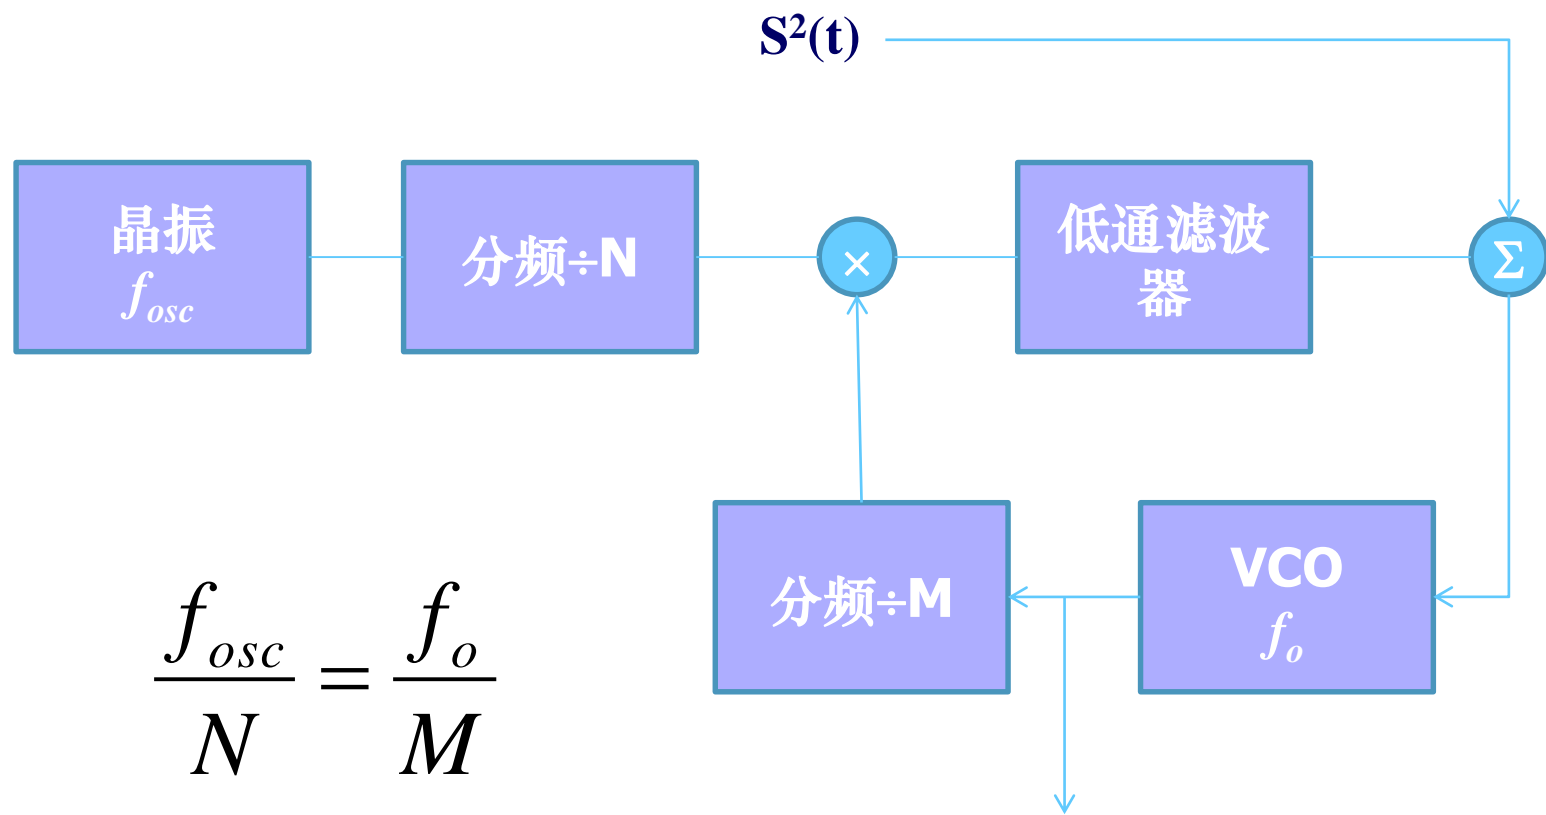 S²(t)
晶振
f_osc
分频÷N
×
低通滤波
器
Σ
分频÷M
VCO
f_o
f_osc / N = f_o / M